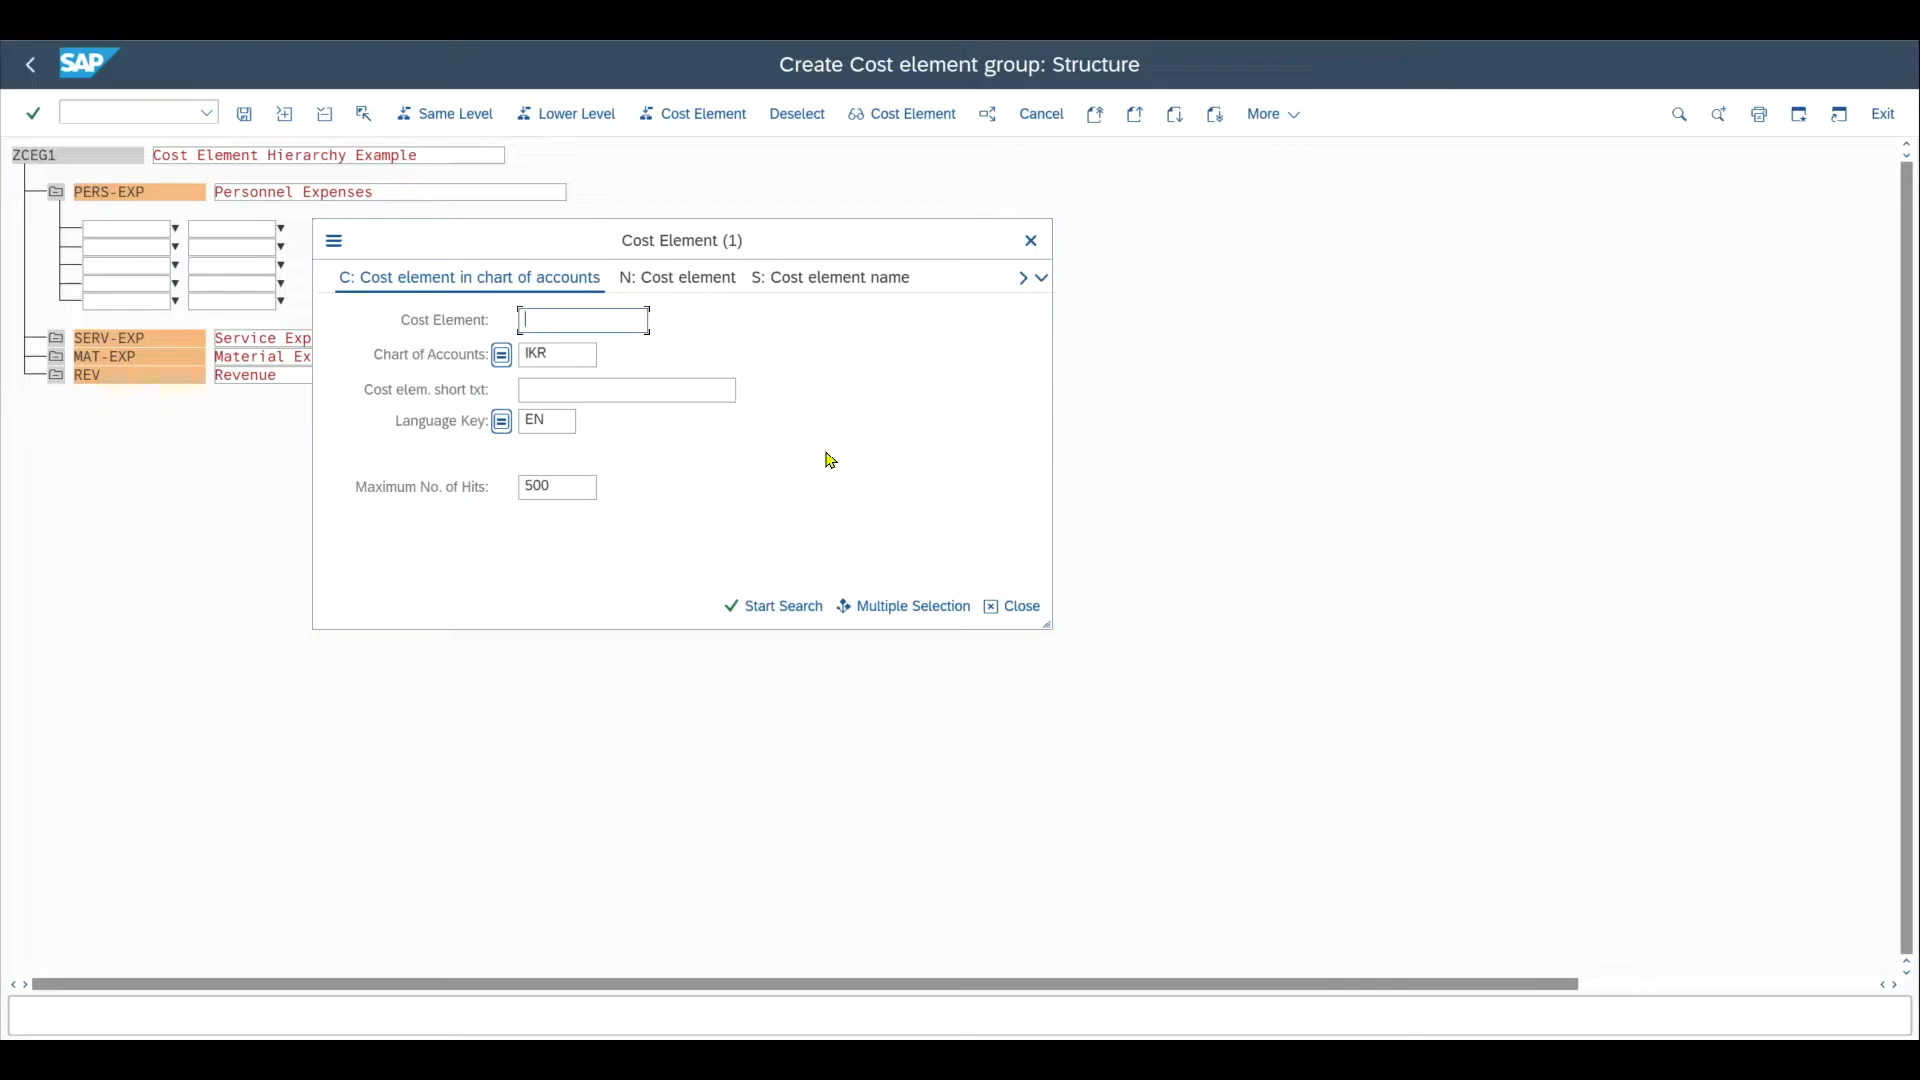 SAP
Create Cost element group: Structure
Same Level Lower Level Cost Element Deselect Cost Element Cancel More Exit
ZCEG1 Cost Element Hierarchy Example
PERS-EXP Personnel Expenses
Cost Element (1)
C: Cost element in chart of accounts N: Cost element S: Cost element name
Cost Element:
Chart of Accounts: IKR
Cost elem. short txt:
Language Key: EN
Maximum No. of Hits: 500
Start Search Multiple Selection Close
SERV-EXP Service Exp
MAT-EXP Material Ex
REV Revenue